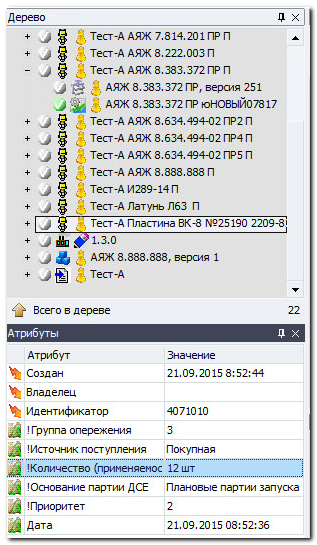 Дерево
Тест-А АЯЖ 7.814.201 ПР П
Тест-А АЯЖ 8.222.003 П
Тест-А АЯЖ 8.383.372 ПР П
АЯЖ 8.383.372 ПР, версия 251
АЯЖ 8.383.372 ПР юНОВЫЙ07817
Тест-А АЯЖ 8.634.494-02 ПР2 П
Тест-А АЯЖ 8.634.494-02 ПР4 П
Тест-А АЯЖ 8.634.494-02 ПР5 П
Тест-А АЯЖ 8.888.888 П
Тест-А И289-14 П
Тест-А Латунь Л63 П
Тест-А Пластина ВК-8 №25190 2209-8
1.3.0
АЯЖ 8.888.888, версия 1
Тест-А
Всего в дереве 22
Атрибуты
Атрибут Значение
Создан 21.09.2015 8:52:44
Владелец
Идентификатор 4071010
!Группа опережения 3
!Источник поступления Покупная
!Количество (применяемос 12 шт
!Основание партии ДСЕ Плановые партии запуска
!Приоритет 2
Дата 21.09.2015 08:52:36